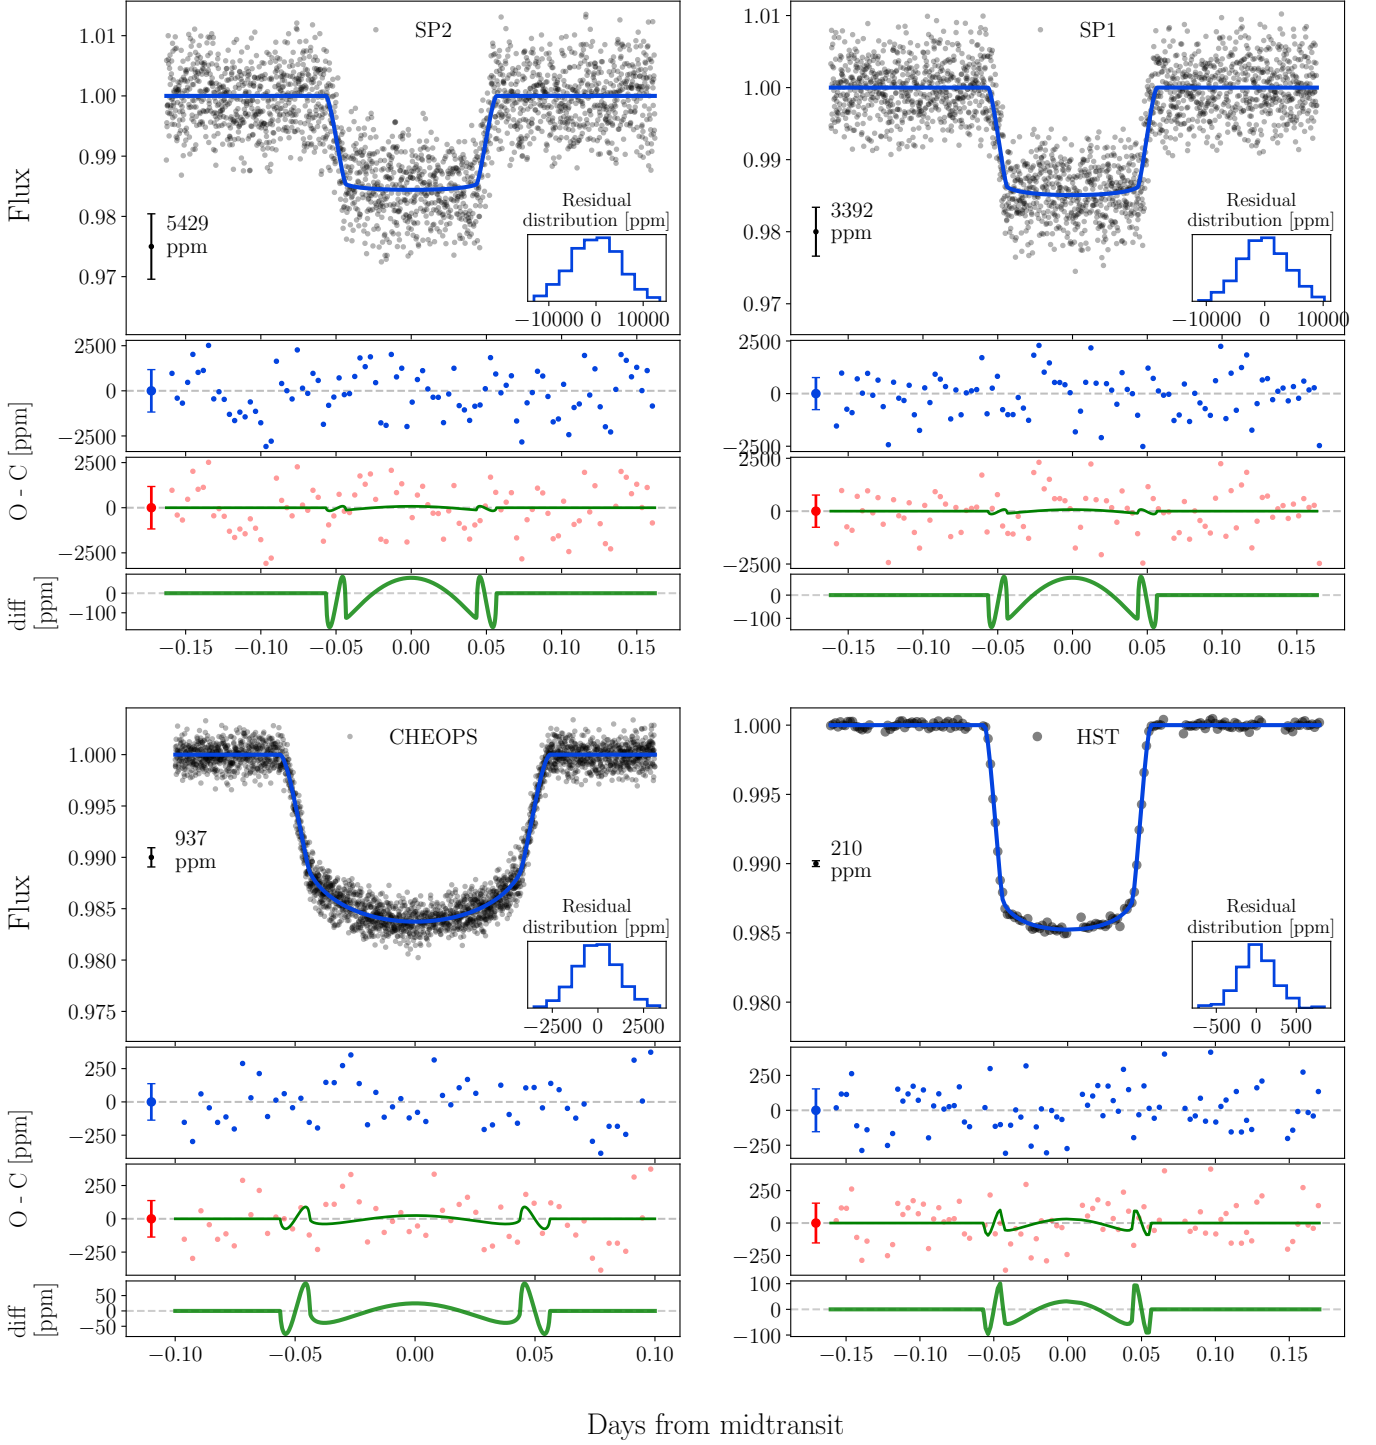 SP2
1.01
1.00
0.99
0.98
0.97
Flux
5429
ppm
Residual
distribution [ppm]
−10000 0 10000
2500
0
−2500
2500
0
−2500
O - C [ppm]
0
−100
diff
[ppm]
−0.15 −0.10 −0.05 0.00 0.05 0.10 0.15
SP1
1.01
1.00
0.99
0.98
0.97
3392
ppm
Residual
distribution [ppm]
−10000 0 10000
2500
0
−2500
2500
0
−2500
0
−100
−0.15 −0.10 −0.05 0.00 0.05 0.10 0.15
CHEOPS
1.000
0.995
0.990
0.985
0.980
0.975
Flux
937
ppm
Residual
distribution [ppm]
−2500 0 2500
250
0
−250
250
0
−250
O - C [ppm]
50
0
−50
diff
[ppm]
−0.10 −0.05 0.00 0.05 0.10
HST
1.000
0.995
0.990
0.985
0.980
210
ppm
Residual
distribution [ppm]
−500 0 500
250
0
−250
250
0
−250
100
0
−100
−0.15 −0.10 −0.05 0.00 0.05 0.10 0.15
Days from midtransit